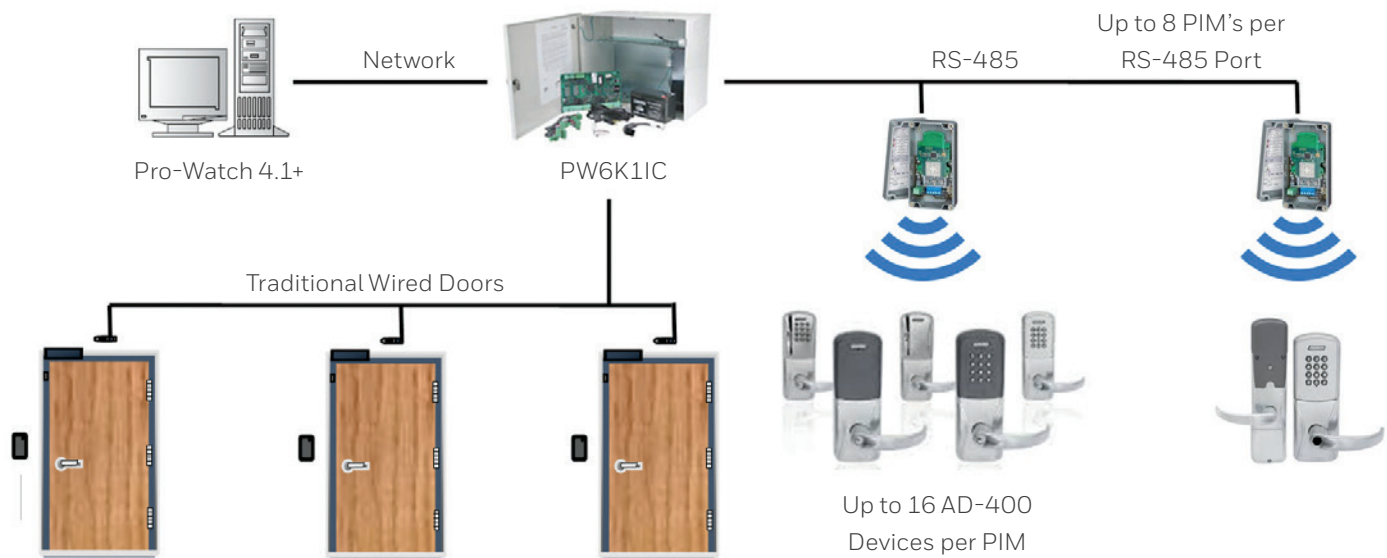 Up to 8 PIM's per
Network
RS-485
RS-485 Port
Pro-Watch 4.1+
PW6K1IC
Traditional Wired Doors
Up to 16 AD-400
Devices per PIM